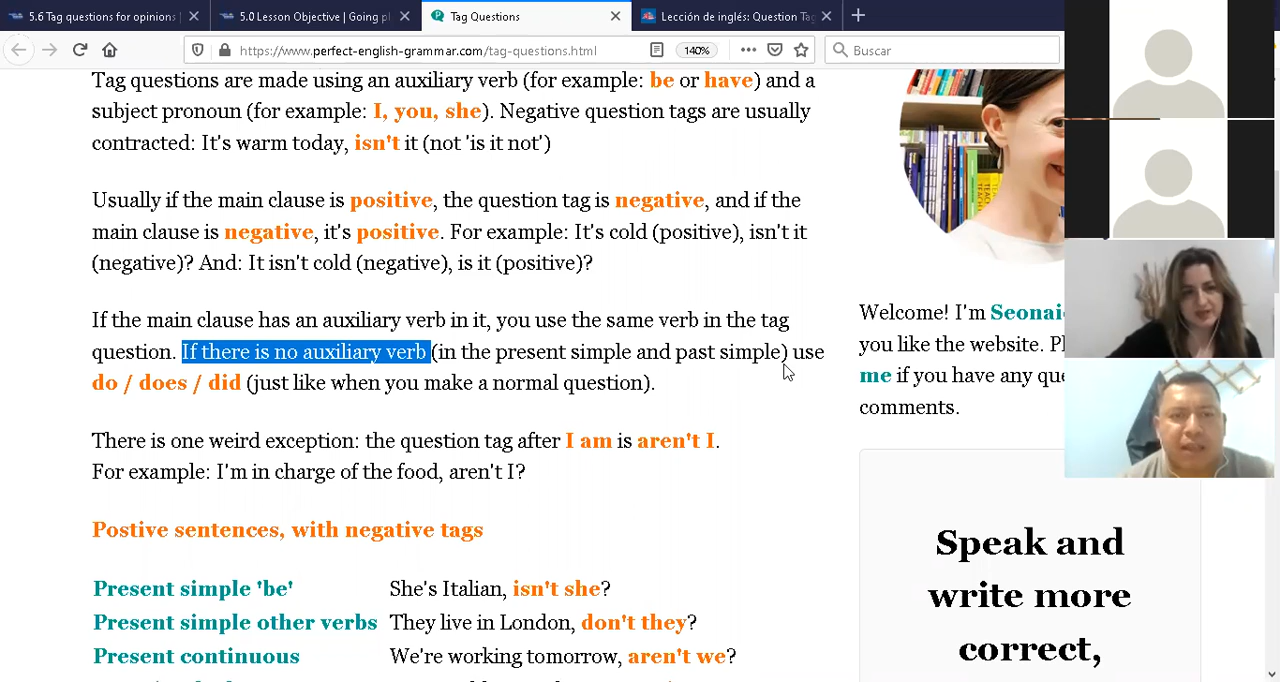 5.6 Tag questions for opinions
5.0 Lesson Objective | Going pl
Tag Questions
Lección de inglés: Question Tag
https://www.perfect-english-grammar.com/tag-questions.html
140%
Buscar
Tag questions are made using an auxiliary verb (for example: be or have) and a
subject pronoun (for example: I, you, she). Negative question tags are usually
contracted: It's warm today, isn't it (not 'is it not')
Usually if the main clause is positive, the question tag is negative, and if the
main clause is negative, it's positive. For example: It's cold (positive), isn't it
(negative)? And: It isn't cold (negative), is it (positive)?
If the main clause has an auxiliary verb in it, you use the same verb in the tag
question. If there is no auxiliary verb (in the present simple and past simple) use
do / does / did (just like when you make a normal question).
There is one weird exception: the question tag after I am is aren't I.
For example: I'm in charge of the food, aren't I?
Postive sentences, with negative tags
Present simple 'be' She's Italian, isn't she?
Present simple other verbs They live in London, don't they?
Present continuous We're working tomorrow, aren't we?
Welcome! I'm Seonai
you like the website. Pl
me if you have any que
comments.
Speak and
write more
correct,